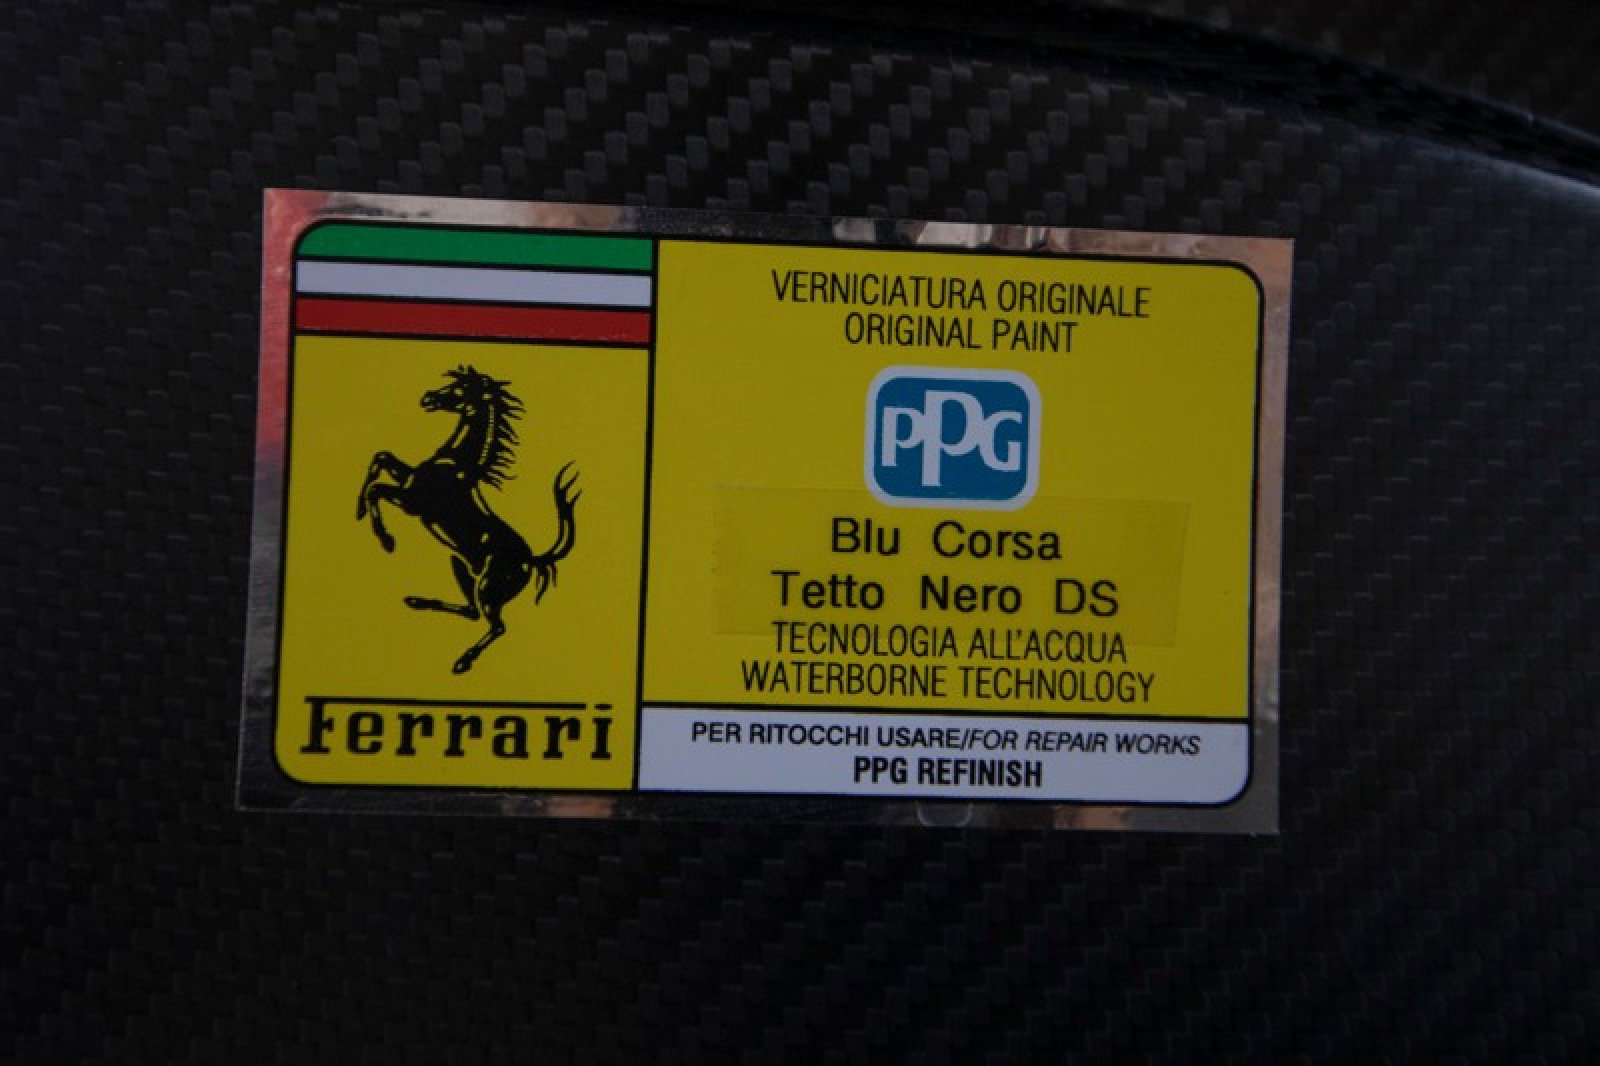 Ferrari
VERNICIATURA ORIGINALE
ORIGINAL PAINT
PPG
Blu Corsa
Tetto Nero DS
TECNOLOGIA ALL'ACQUA
WATERBORNE TECHNOLOGY
PER RITOCCHI USARE/FOR REPAIR WORKS
PPG REFINISH